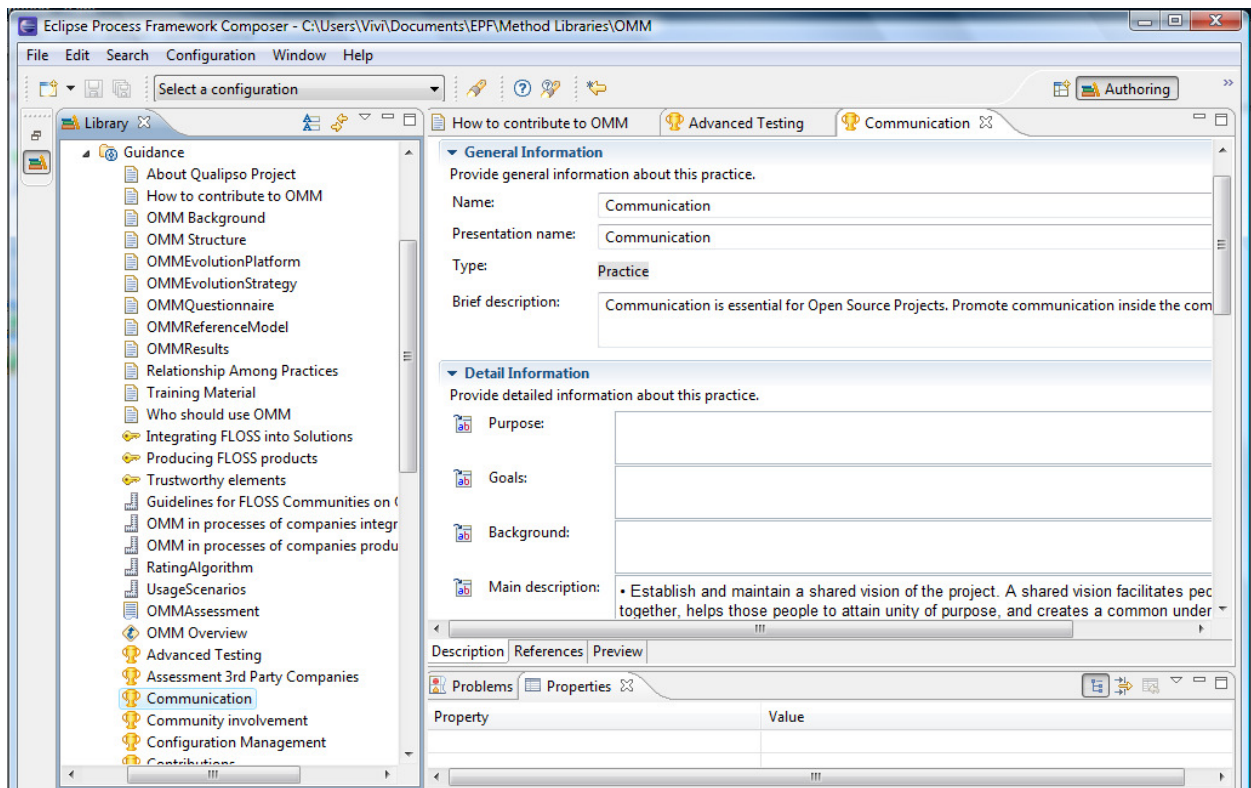 Eclipse Process Framework Composer - C:\Users\Vivi\Documents\EPF\Method Libraries\OMM
File Edit Search Configuration Window Help
Select a configuration
Authoring
Library
Guidance
About Qualipso Project
How to contribute to OMM
OMM Background
OMM Structure
OMMEvolutionPlatform
OMMEvolutionStrategy
OMMQuestionnaire
OMMReferenceModel
OMMResults
Relationship Among Practices
Training Material
Who should use OMM
Integrating FLOSS into Solutions
Producing FLOSS products
Trustworthy elements
Guidelines for FLOSS Communities on
OMM in processes of companies integr
OMM in processes of companies produ
RatingAlgorithm
UsageScenarios
OMMAssessment
OMM Overview
Advanced Testing
Assessment 3rd Party Companies
Communication
Community involvement
Configuration Management
Contributions
How to contribute to OMM Advanced Testing Communication
General Information
Provide general information about this practice.
Name: Communication
Presentation name: Communication
Type: Practice
Brief description: Communication is essential for Open Source Projects. Promote communication inside the com
Detail Information
Provide detailed information about this practice.
Purpose:
Goals:
Background:
Main description: • Establish and maintain a shared vision of the project. A shared vision facilitates peo
together, helps those people to attain unity of purpose, and creates a common under
Description References Preview
Problems Properties
Property Value